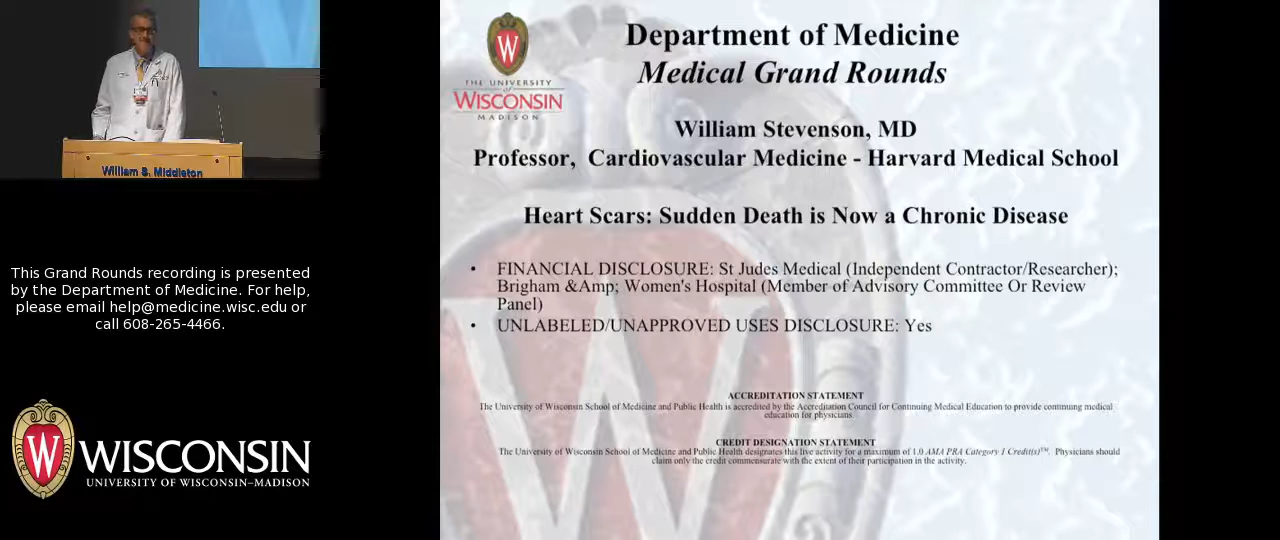 William S. Middleton
This Grand Rounds recording is presented
by the Department of Medicine. For help,
please email help@medicine.wisc.edu or
call 608-265-4466.
W
WISCONSIN
UNIVERSITY OF WISCONSIN–MADISON
W
THE UNIVERSITY
of
WISCONSIN
MADISON
Department of Medicine
Medical Grand Rounds
William Stevenson, MD
Professor,  Cardiovascular Medicine - Harvard Medical School
Heart Scars: Sudden Death is Now a Chronic Disease
• FINANCIAL DISCLOSURE: St Judes Medical (Independent Contractor/Researcher);
Brigham &Amp; Women's Hospital (Member of Advisory Committee Or Review
Panel)
• UNLABELED/UNAPPROVED USES DISCLOSURE: Yes
ACCREDITATION STATEMENT
The University of Wisconsin School of Medicine and Public Health is accredited by the Accreditation Council for Continuing Medical Education to provide continuing medical
education for physicians
CREDIT DESIGNATION STATEMENT
The University of Wisconsin School of Medicine and Public Health designates this live activity for a maximum of 1.0 AMA PRA Category 1 Credit(s)™.  Physicians should
claim only the credit commensurate with the extent of their participation in the activity.